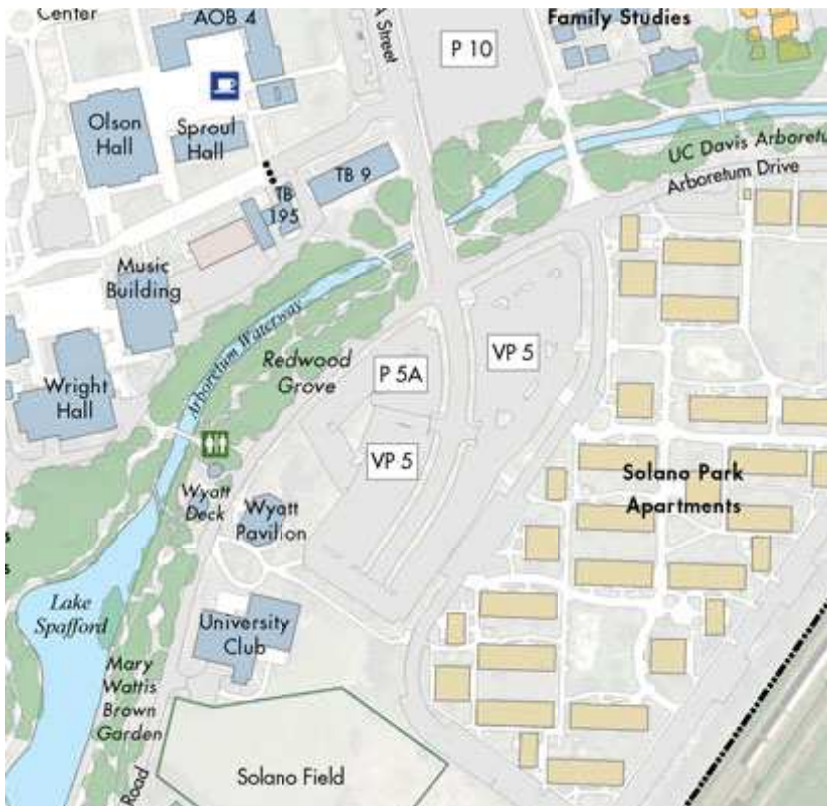 Center
AOB 4
A Street
P 10
Family Studies
Olson
Hall
Sproul
Hall
TB 9
TB
195
UC Davis
Arboretum Drive
Music
Building
Arboretum Waterway
Redwood
Grove
P 5A
VP 5
Wright
Hall
VP 5
Wyatt
Deck
Wyatt
Pavilion
Solano Park
Apartments
Lake
Spafford
University
Club
Mary
Wattis
Brown
Garden
Road
Solano Field